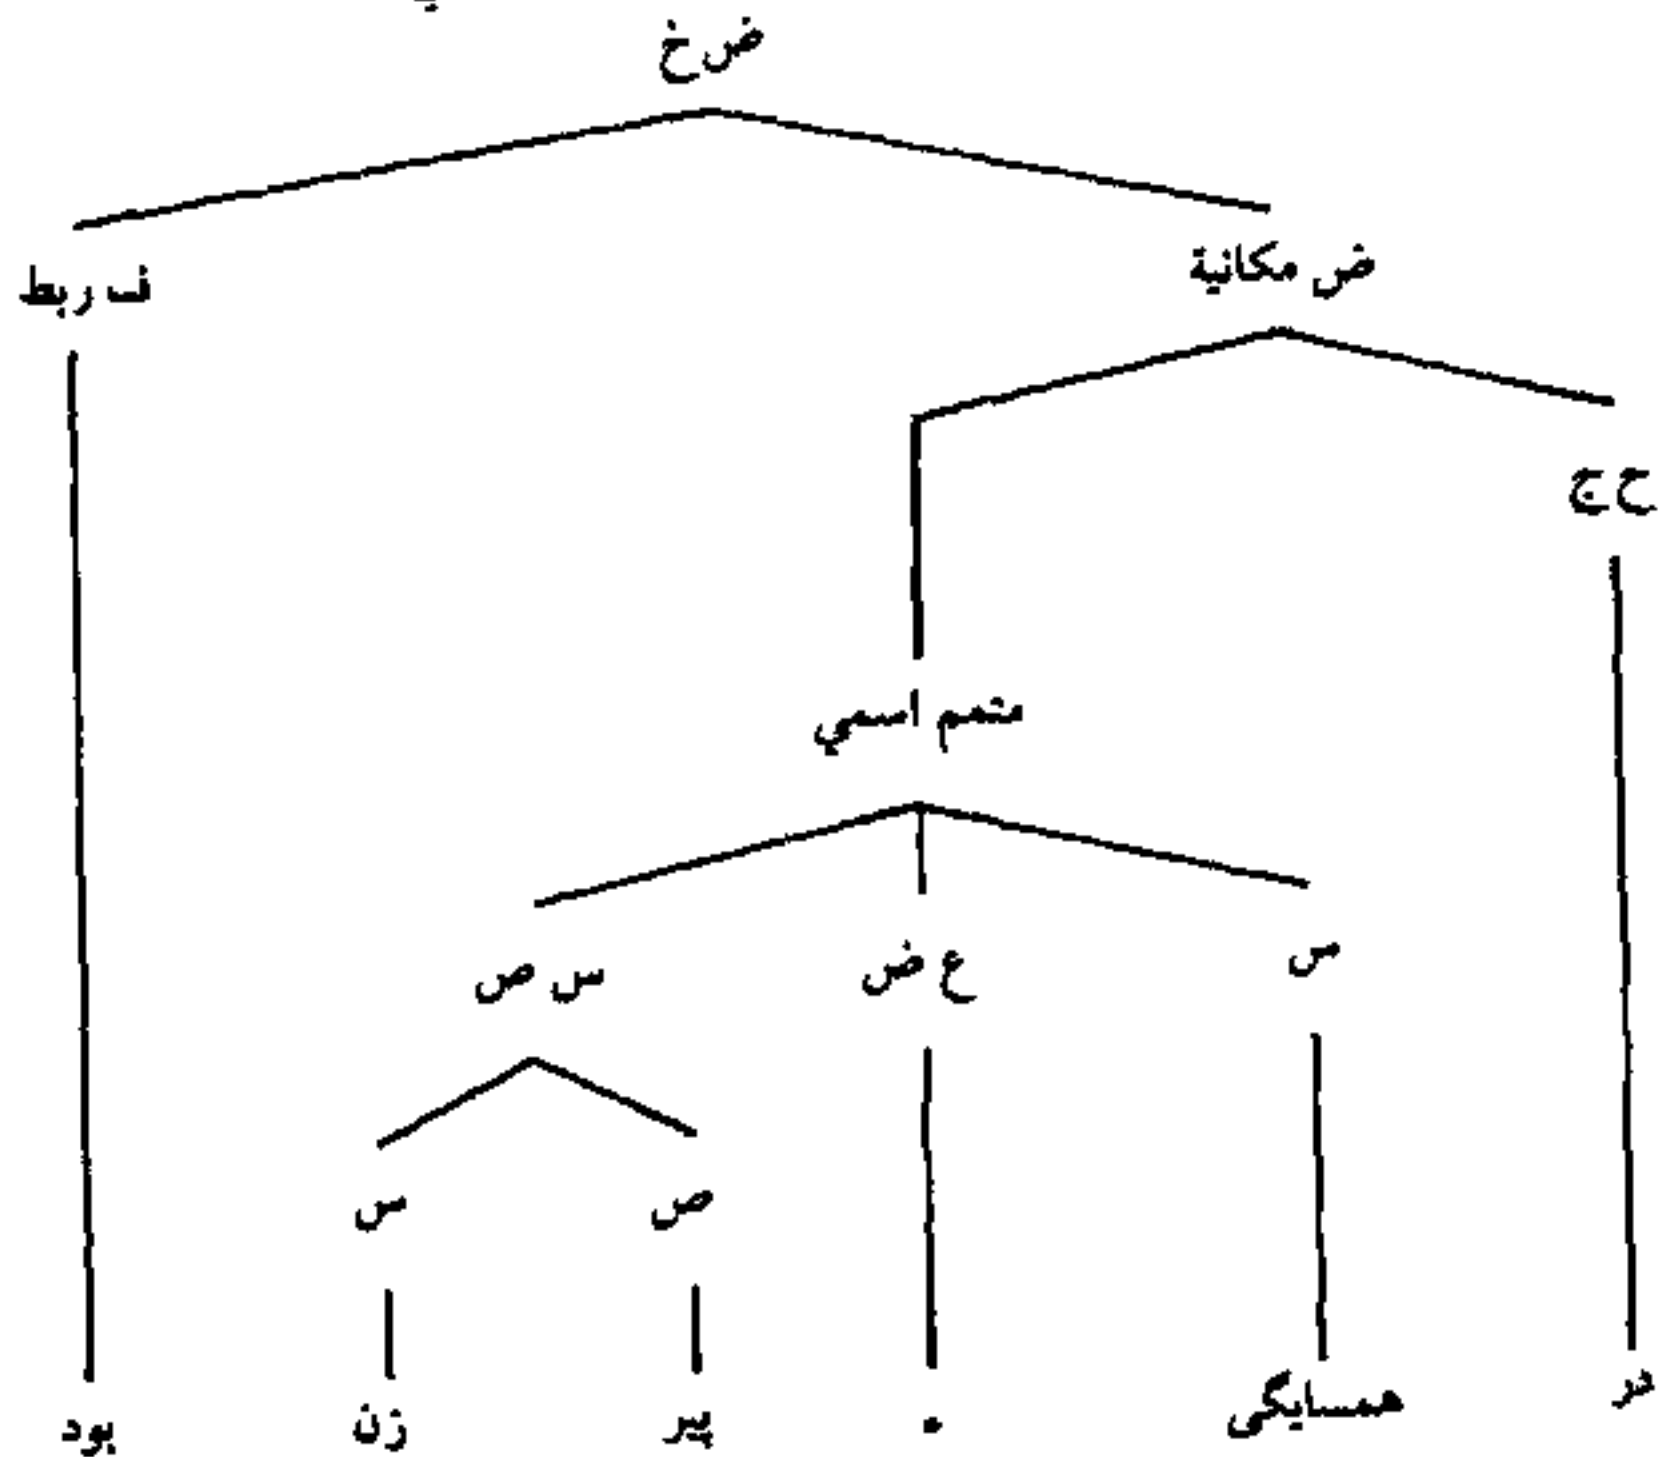 ض خ
ض مكانية ف ربط
ح ج
متمم اسمي
س ع ض س ص
ص س
در همسایگی ـِ پیر زن بود